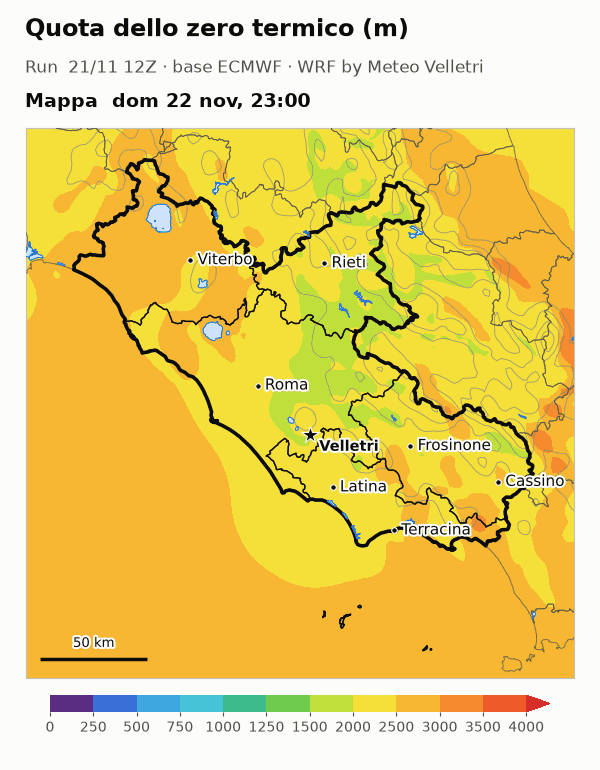 Quota dello zero termico (m)
Run 21/11 12Z · base ECMWF · WRF by Meteo Velletri
Mappa dom 22 nov, 23:00
Viterbo
Rieti
Roma
Velletri
Frosinone
Cassino
Latina
Terracina
50 km
0 250 500 750 1000 1250 1500 2000 2500 3000 3500 4000